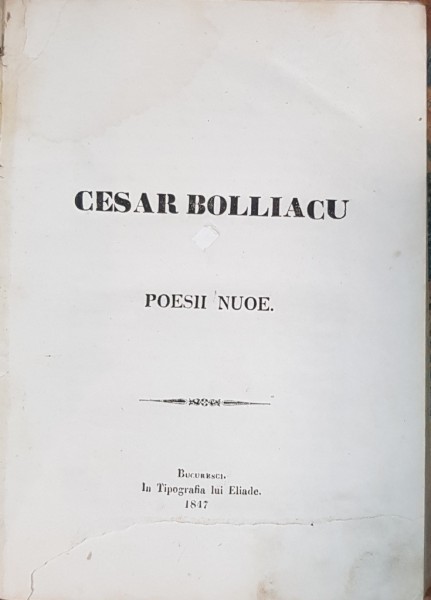 CESAR BOLLIACU
POESII NUOE.
BUCURESCI.
In Tipografia lui Eliade.
1847